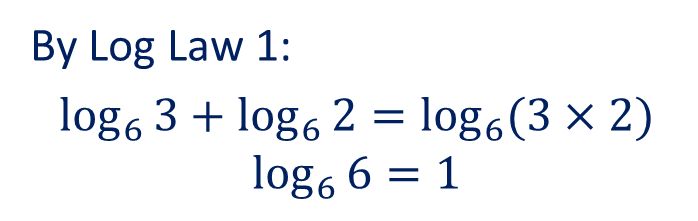 By Log Law 1:
log₆ 3 + log₆ 2 = log₆(3 × 2)
log₆ 6 = 1